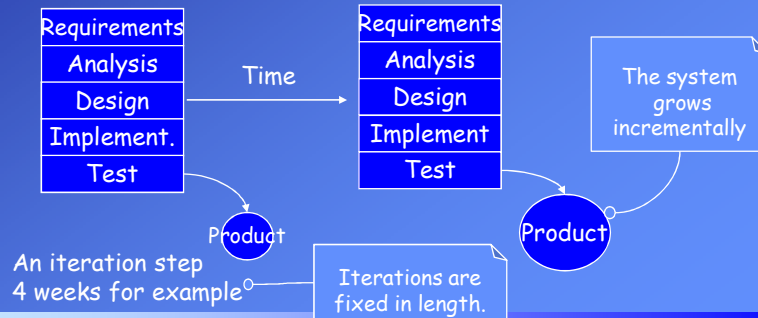 Requirements
Analysis
Design
Implement.
Test
Time
Requirements
Analysis
Design
Implement
Test
The system
grows
incrementally
Product
Product
An iteration step
4 weeks for example
Iterations are
fixed in length.